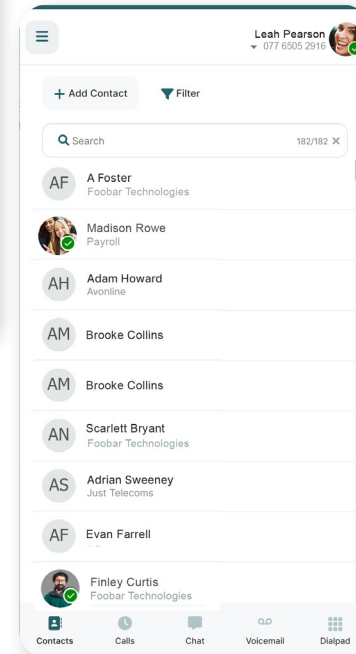 Leah Pearson
077 6505 2916
+ Add Contact Filter
Search 182/182
AF A Foster
Foobar Technologies
Madison Rowe
Payroll
AH Adam Howard
Avonline
AM Brooke Collins
AM Brooke Collins
AN Scarlett Bryant
Foobar Technologies
AS Adrian Sweeney
Just Telecoms
AF Evan Farrell
Finley Curtis
Foobar Technologies
Contacts Calls Chat Voicemail Dialpad